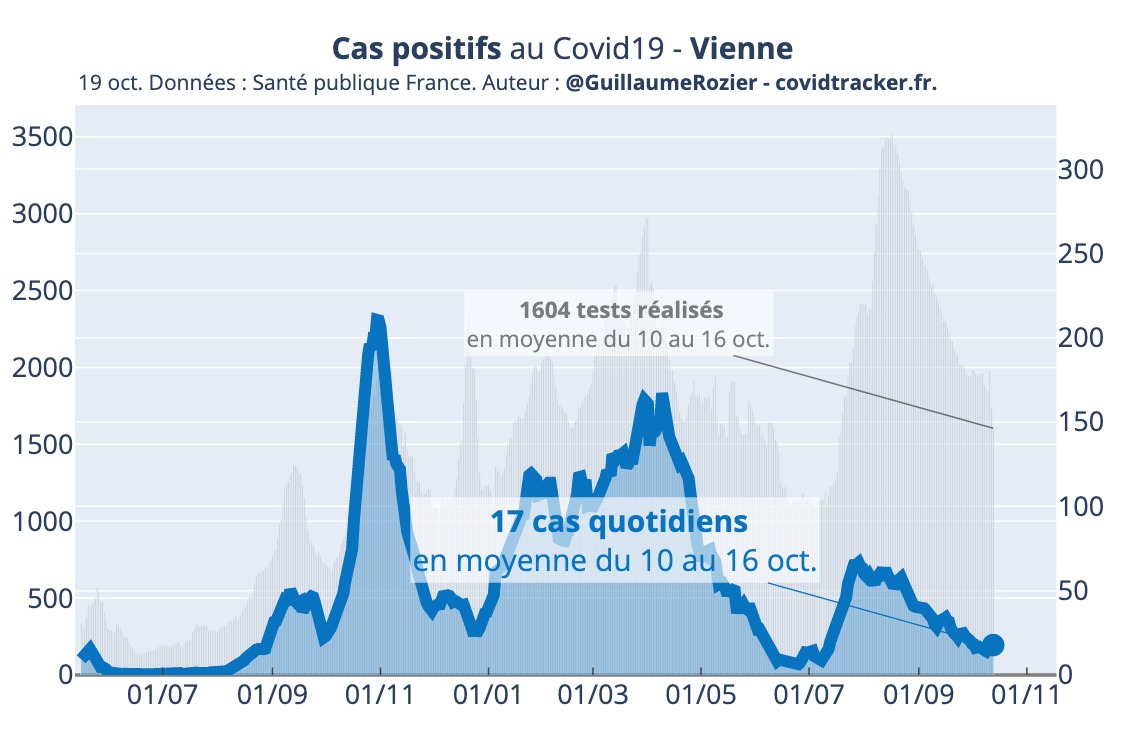 Cas positifs au Covid19 - Vienne
19 oct. Données : Santé publique France. Auteur : @GuillaumeRozier - covidtracker.fr.
3500
3000
2500
2000
1500
1000
500
0
300
250
200
150
100
50
0
1604 tests réalisés
en moyenne du 10 au 16 oct.
17 cas quotidiens
en moyenne du 10 au 16 oct.
01/07 01/09 01/11 01/01 01/03 01/05 01/07 01/09 01/11